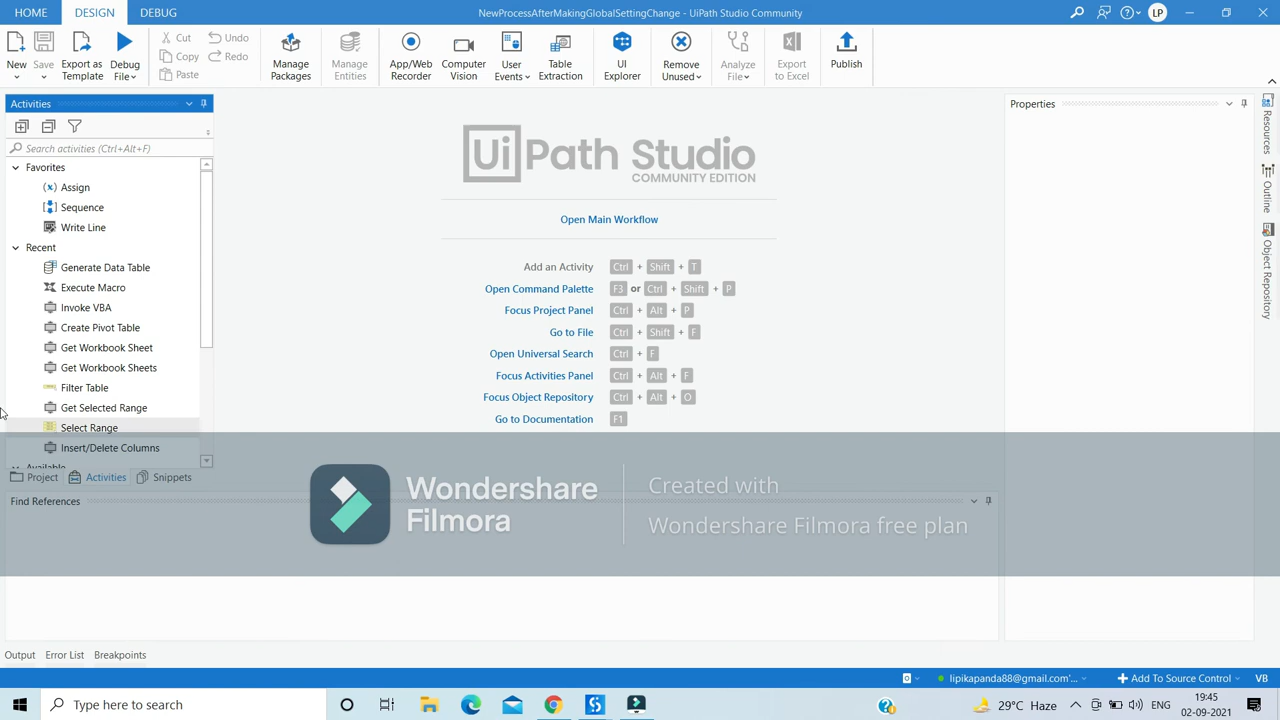 HOME DESIGN DEBUG NewProcessAfterMakingGlobalSettingChange - UiPath Studio Community LP
New Save Export as Template Debug File Cut Copy Paste Undo Redo Manage Packages Manage Entities App/Web Recorder Computer Vision User Events Table Extraction UI Explorer Remove Unused Analyze File Export to Excel Publish
Activities
Search activities (Ctrl+Alt+F)
Favorites
Assign
Sequence
Write Line
Recent
Generate Data Table
Execute Macro
Invoke VBA
Create Pivot Table
Get Workbook Sheet
Get Workbook Sheets
Filter Table
Get Selected Range
Select Range
Insert/Delete Columns
Available
Project Activities Snippets
UiPath Studio
COMMUNITY EDITION
Open Main Workflow
Add an Activity Ctrl + Shift + T
Open Command Palette F3 or Ctrl + Shift + P
Focus Project Panel Ctrl + Alt + P
Go to File Ctrl + Shift + F
Open Universal Search Ctrl + F
Focus Activities Panel Ctrl + Alt + F
Focus Object Repository Ctrl + Alt + O
Go to Documentation F1
Properties
Resources
Outline
Object Repository
Find References
Wondershare
Filmora
Created with
Wondershare Filmora free plan
Output Error List Breakpoints
lipikapanda88@gmail.com'... Add To Source Control VB
Type here to search
29°C Haze ENG
19:45
02-09-2021